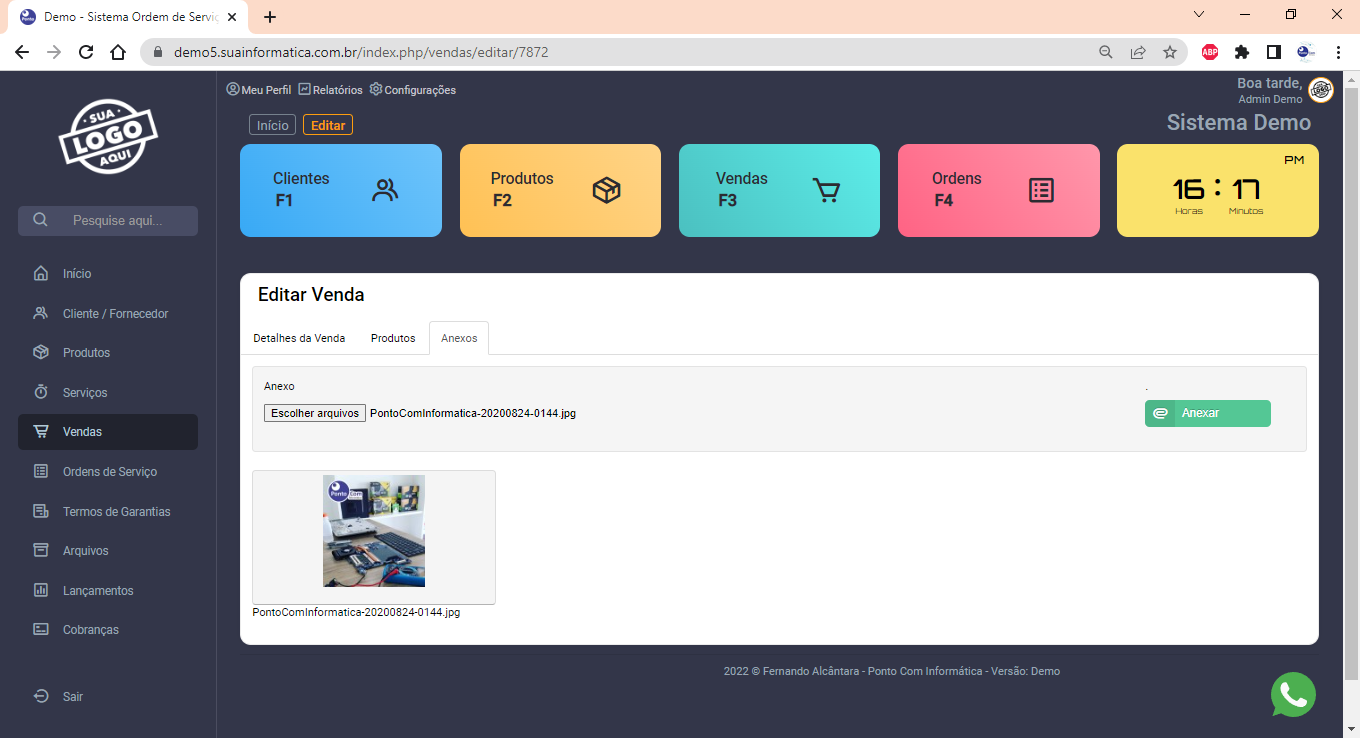 Demo - Sistema Ordem de Serviç
demo5.suainformatica.com.br/index.php/vendas/editar/7872
ABP
SUA
LOGO
AQUI
Meu Perfil Relatórios Configurações
Boa tarde,
Admin Demo
Início Editar
Sistema Demo
Pesquise aqui...
Clientes
F1
Produtos
F2
Vendas
F3
Ordens
F4
PM
16 : 17
Horas Minutos
Início
Cliente / Fornecedor
Produtos
Serviços
Vendas
Ordens de Serviço
Termos de Garantias
Arquivos
Lançamentos
Cobranças
Sair
Editar Venda
Detalhes da Venda Produtos Anexos
Anexo .
Escolher arquivos PontoComInformatica-20200824-0144.jpg
Anexar
Ponto Com
PontoComInformatica-20200824-0144.jpg
2022 © Fernando Alcântara - Ponto Com Informática - Versão: Demo